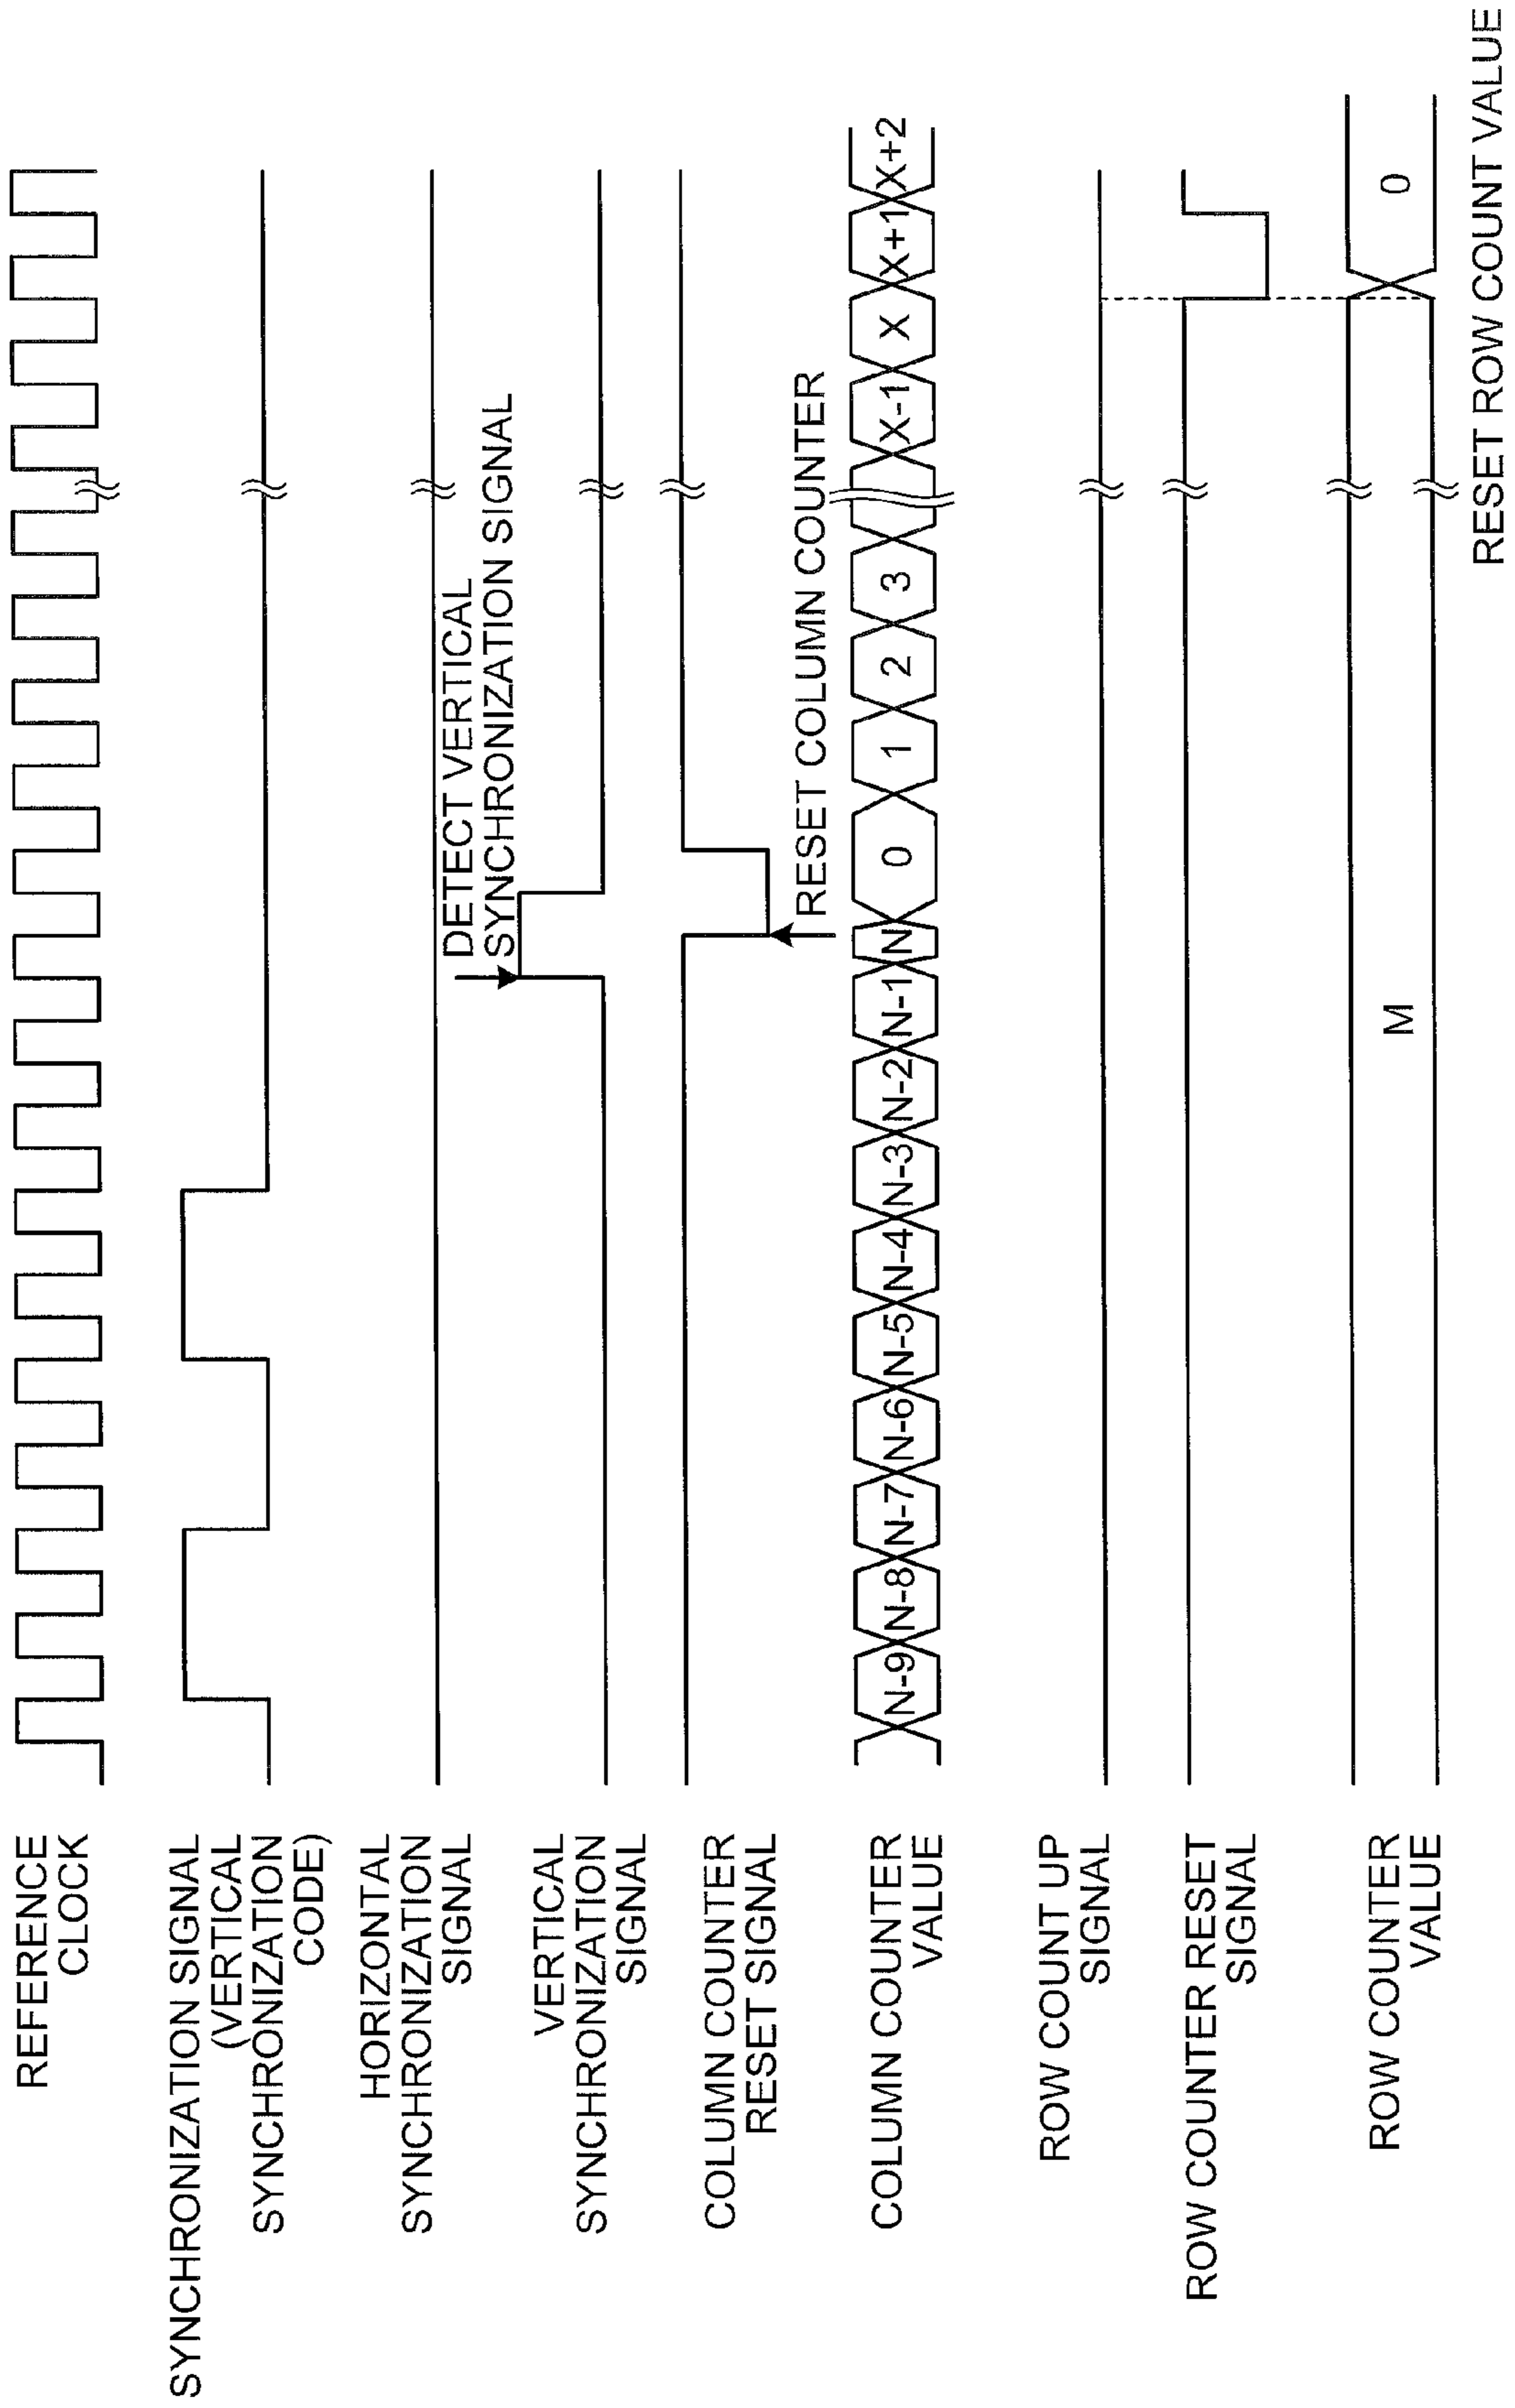 REFERENCE
CLOCK
SYNCHRONIZATION SIGNAL
(VERTICAL
SYNCHRONIZATION
CODE)
HORIZONTAL
SYNCHRONIZATION
SIGNAL
DETECT VERTICAL
SYNCHRONIZATION SIGNAL
VERTICAL
SYNCHRONIZATION
SIGNAL
COLUMN COUNTER
RESET SIGNAL
RESET COLUMN COUNTER
COLUMN COUNTER
VALUE
N-9 N-8 N-7 N-6 N-5 N-4 N-3 N-2 N-1 N 0 1 2 3 X-1 X X+1 X+2
ROW COUNT UP
SIGNAL
ROW COUNTER RESET
SIGNAL
ROW COUNTER
VALUE
M 0
RESET ROW COUNT VALUE